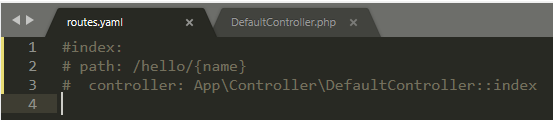 routes.yaml × DefaultController.php ×
1 #index:
2 # path: /hello/{name}
3 #  controller: App\Controller\DefaultController::index
4